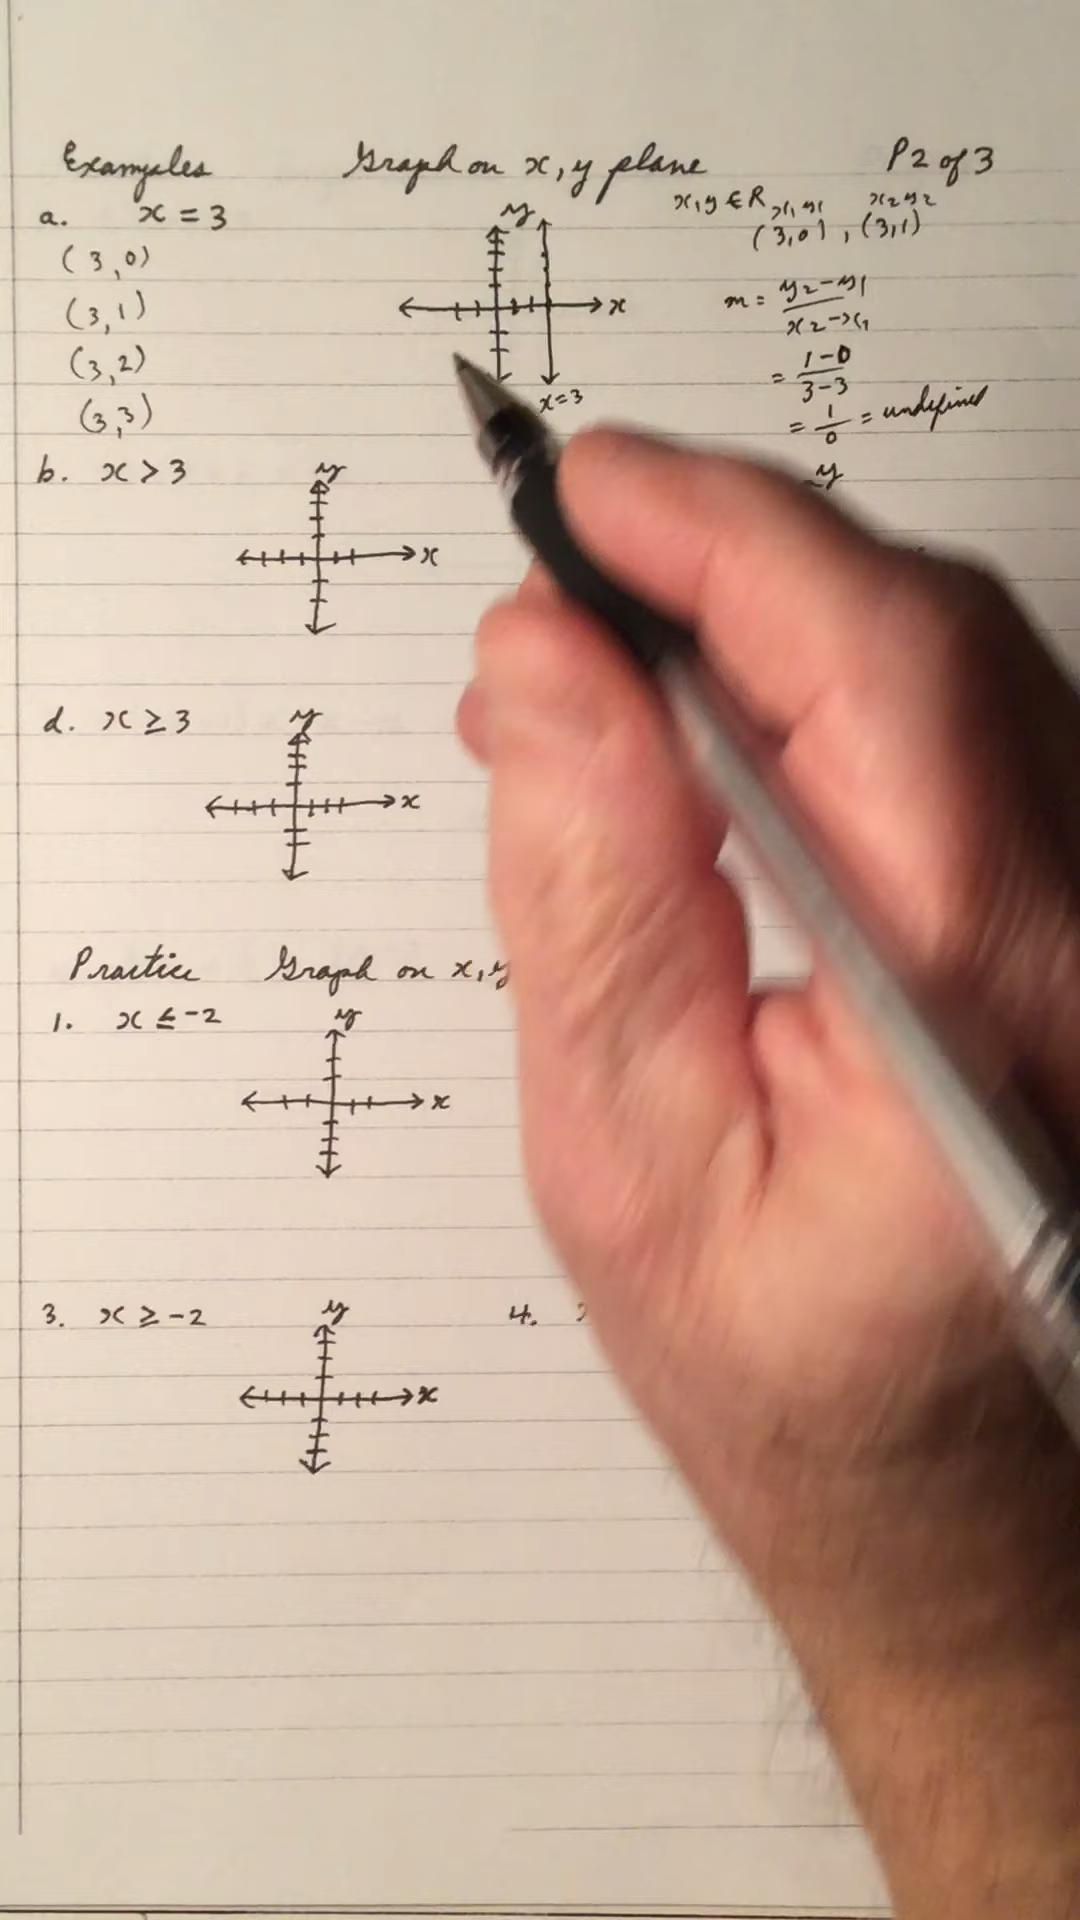 Examples Graph on x, y plane P2 of 3
a. x = 3
x, y ∈ R
x1, y1 x2 y2
(3,0), (3,1)
(3,0)
(3,1)
(3,2)
(3,3)
y
x
x=3
m = y2-y1 / x2-x1
= 1-0 / 3-3
= 1/0 = undefined
b. x > 3
y
x
y
d. x ≥ 3
y
x
Practice Graph on x, y
1. x ≤ -2
y
x
3. x ≥ -2
y
x
4.